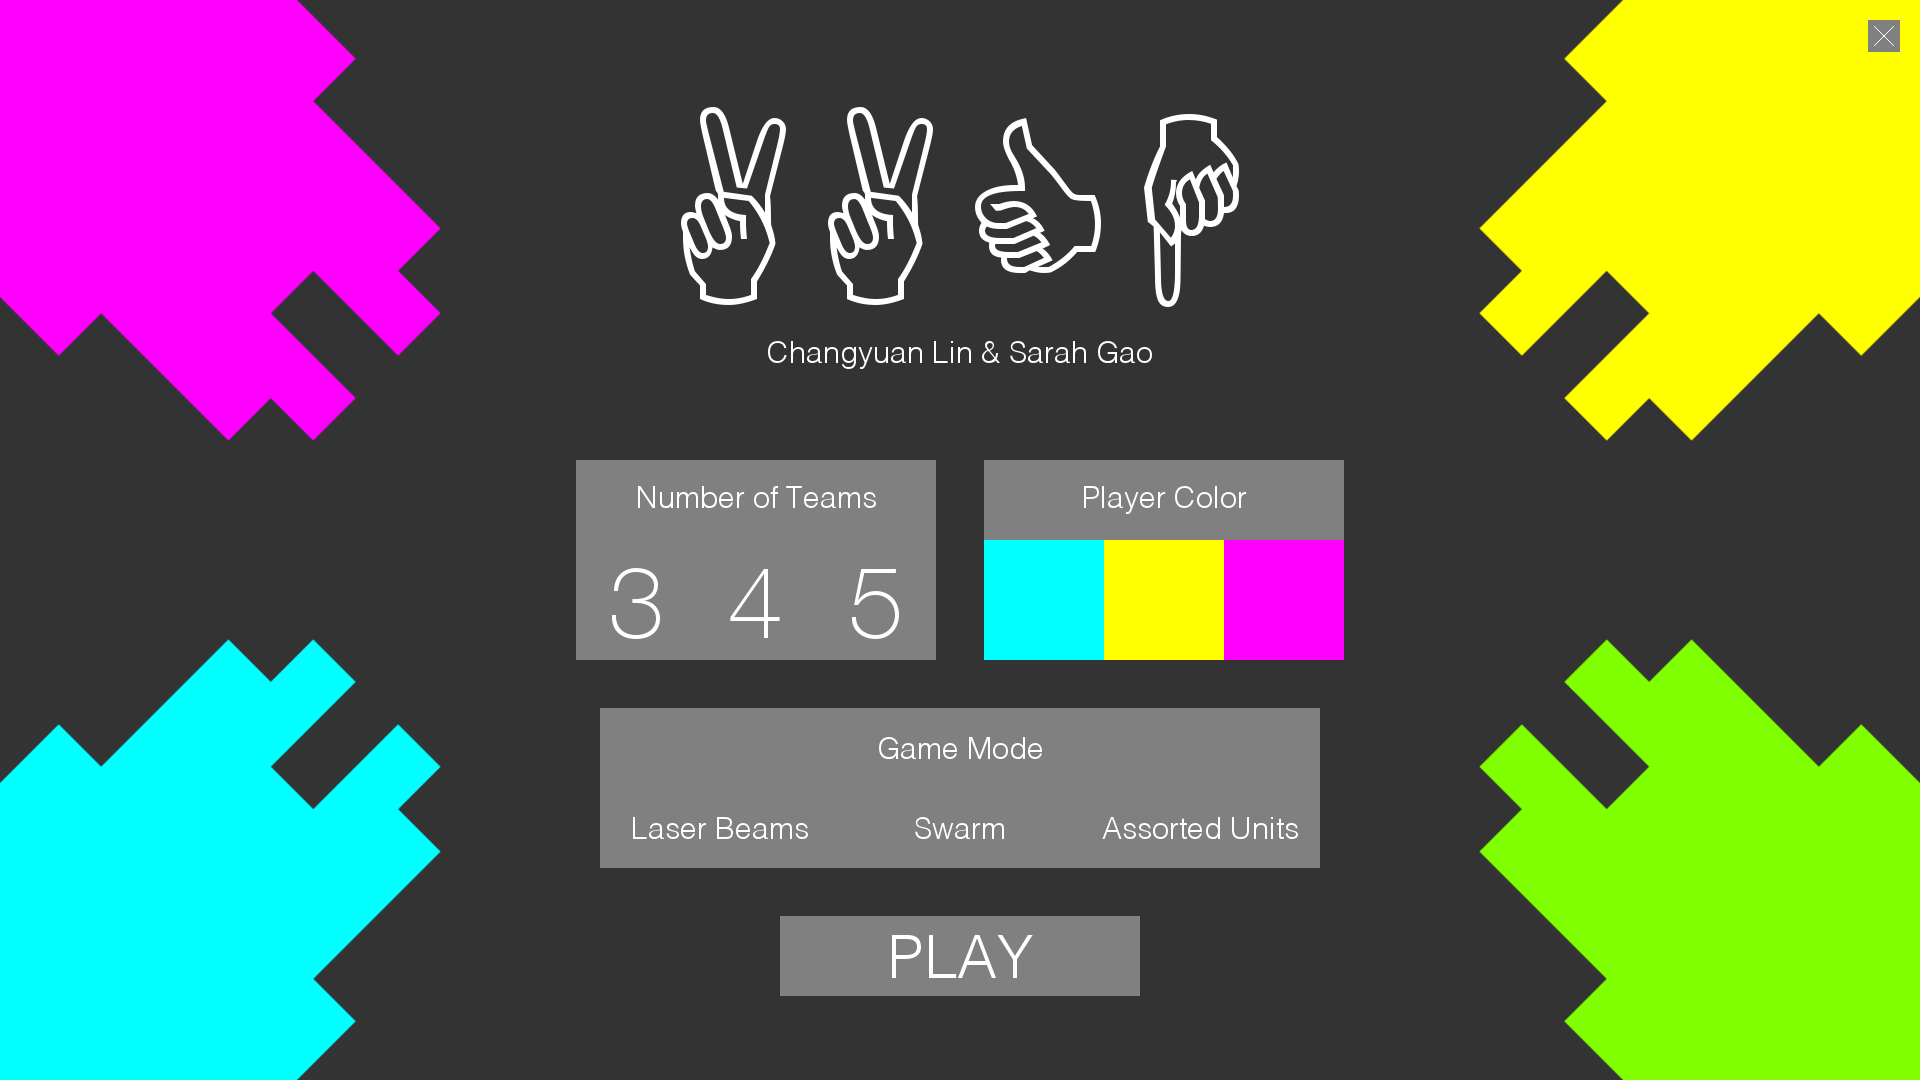 ✌✌👍👇
Changyuan Lin & Sarah Gao
Number of Teams
3 4 5
Player Color
Game Mode
Laser Beams Swarm Assorted Units
PLAY